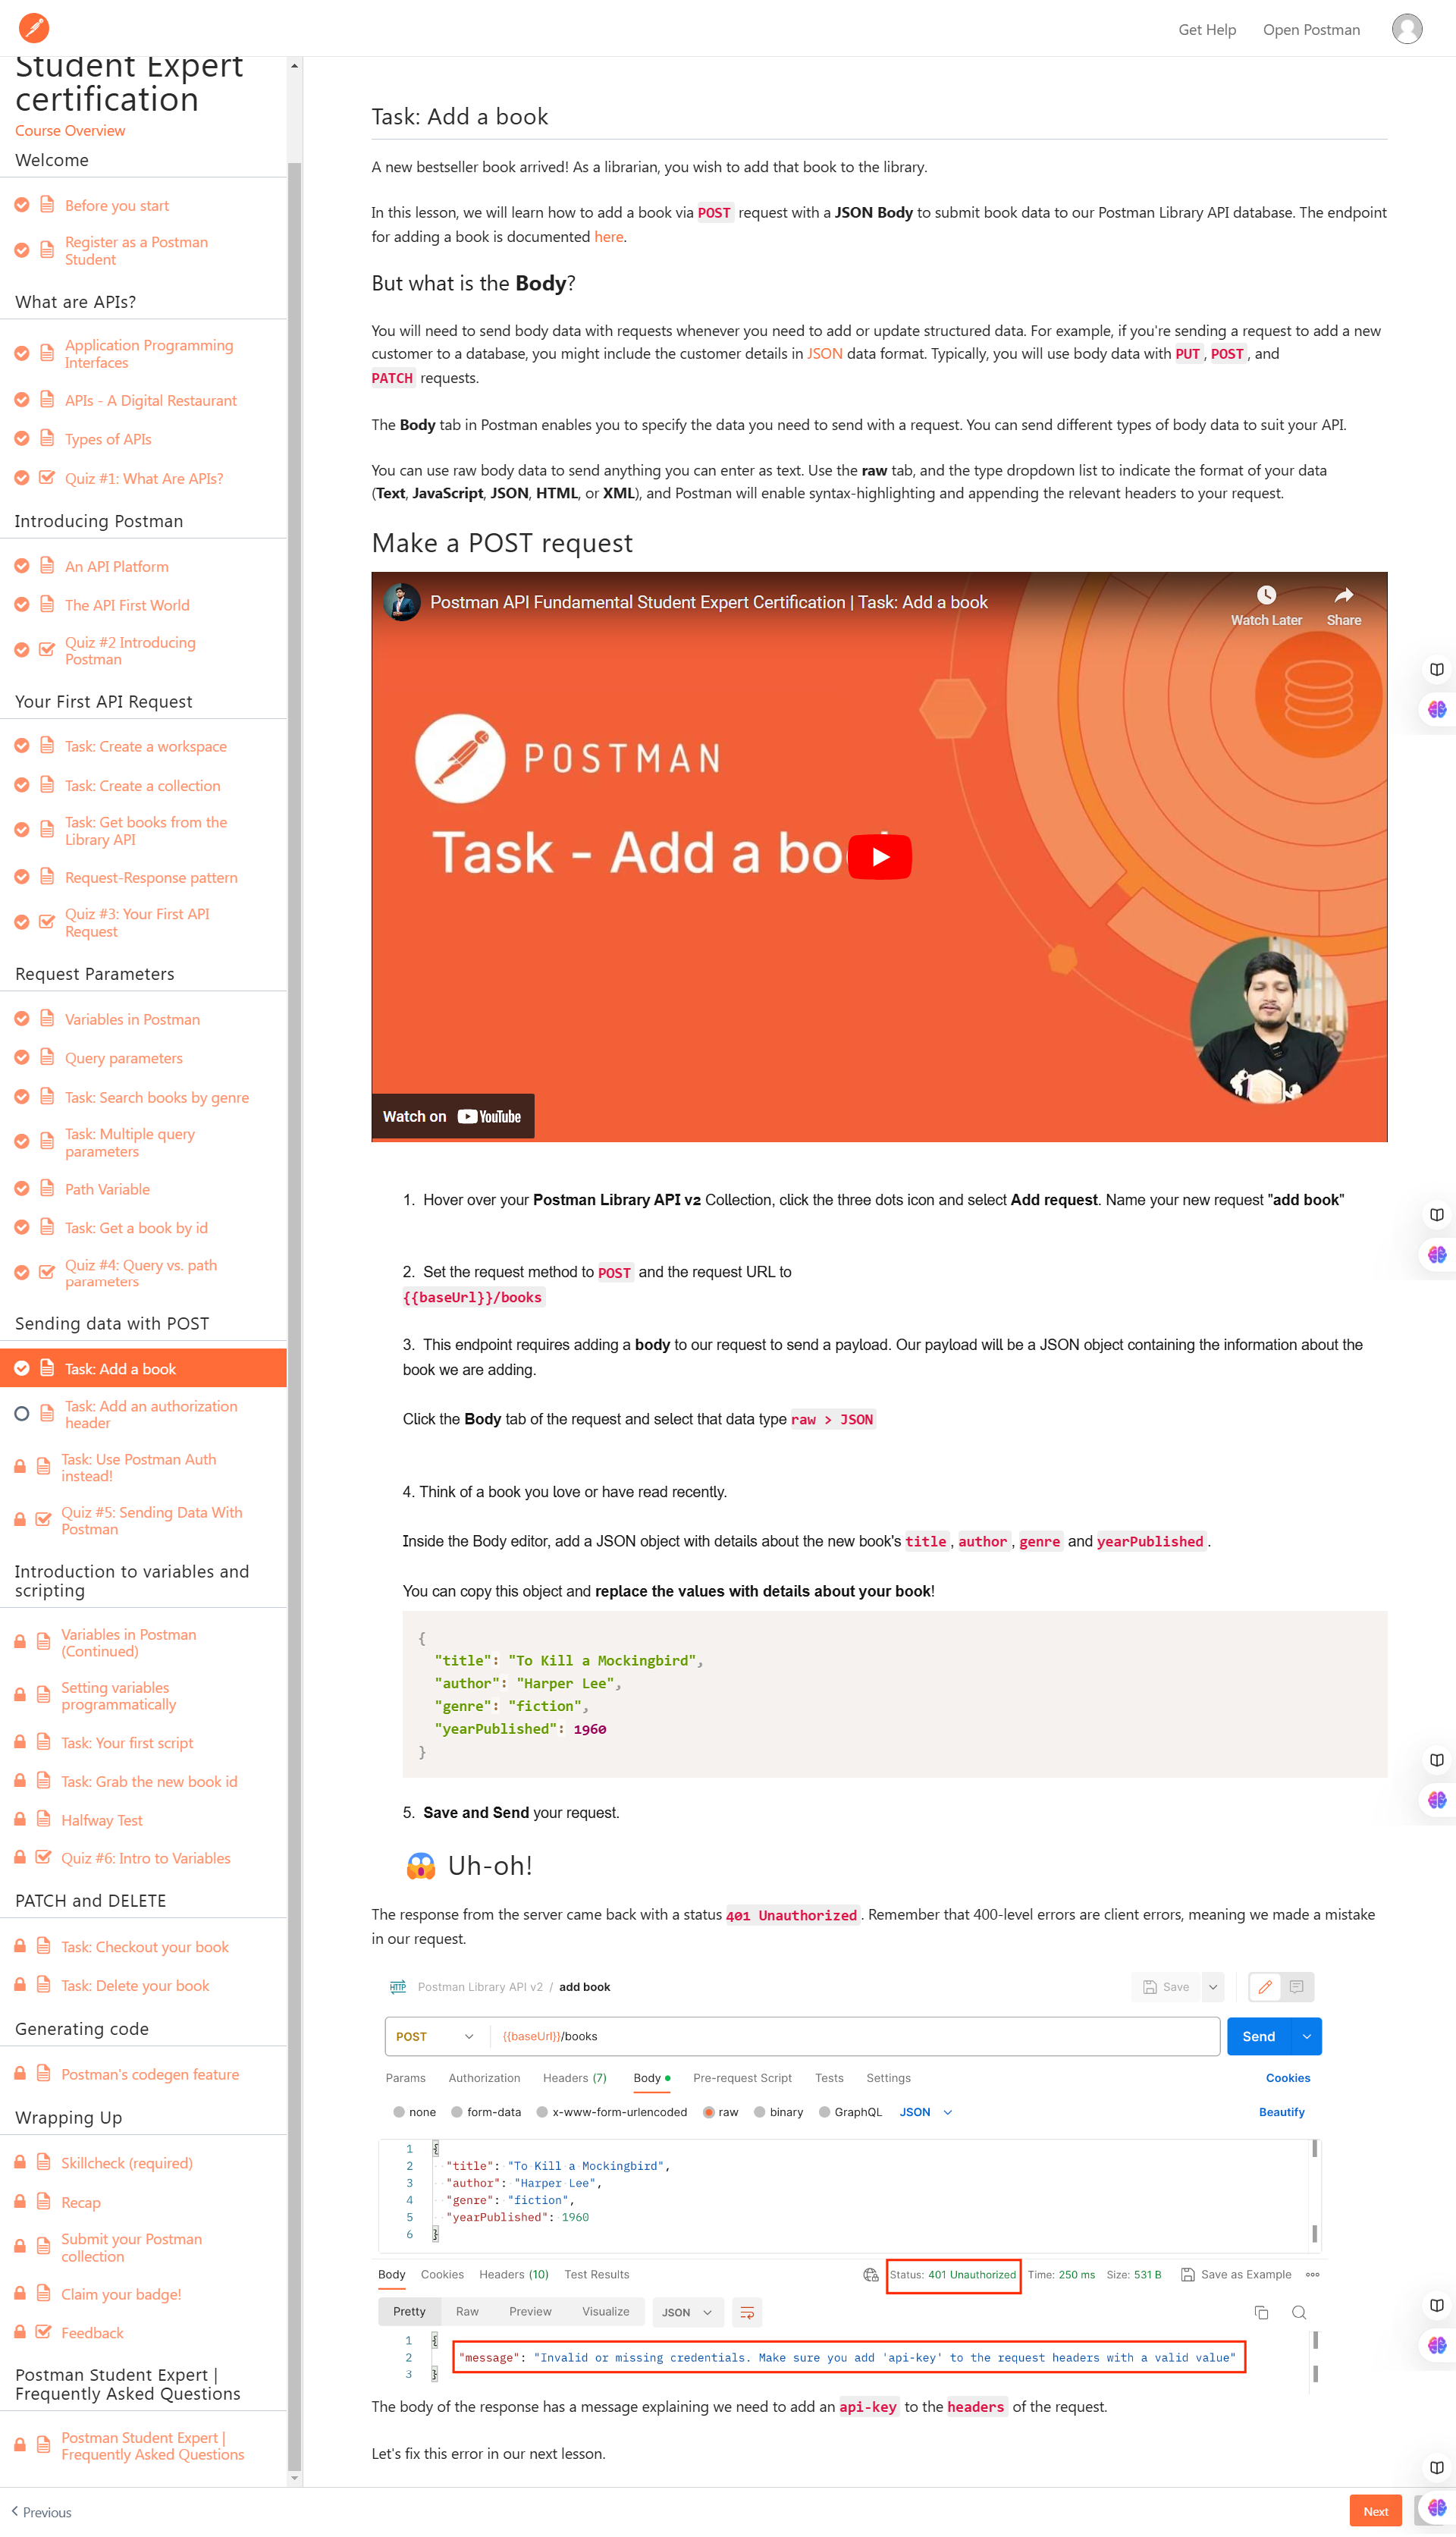 Get Help
Open Postman
Student Expert
certification
Course Overview
Welcome
Before you start
Register as a Postman
Student
What are APIs?
Application Programming
Interfaces
APIs - A Digital Restaurant
Types of APIs
Quiz #1: What Are APIs?
Introducing Postman
An API Platform
The API First World
Quiz #2 Introducing
Postman
Your First API Request
Task: Create a workspace
Task: Create a collection
Task: Get books from the
Library API
Request-Response pattern
Quiz #3: Your First API
Request
Request Parameters
Variables in Postman
Query parameters
Task: Search books by genre
Task: Multiple query
parameters
Path Variable
Task: Get a book by id
Quiz #4: Query vs. path
parameters
Sending data with POST
Task: Add a book
Task: Add an authorization
header
Task: Use Postman Auth
instead!
Quiz #5: Sending Data With
Postman
Introduction to variables and
scripting
Variables in Postman
(Continued)
Setting variables
programmatically
Task: Your first script
Task: Grab the new book id
Halfway Test
Quiz #6: Intro to Variables
PATCH and DELETE
Task: Checkout your book
Task: Delete your book
Generating code
Postman's codegen feature
Wrapping Up
Skillcheck (required)
Recap
Submit your Postman
collection
Claim your badge!
Feedback
Postman Student Expert |
Frequently Asked Questions
Postman Student Expert |
Frequently Asked Questions
Task: Add a book
A new bestseller book arrived! As a librarian, you wish to add that book to the library.
In this lesson, we will learn how to add a book via POST request with a JSON Body to submit book data to our Postman Library API database. The endpoint
for adding a book is documented here.
But what is the Body?
You will need to send body data with requests whenever you need to add or update structured data. For example, if you're sending a request to add a new
customer to a database, you might include the customer details in JSON data format. Typically, you will use body data with PUT, POST, and
PATCH requests.
The Body tab in Postman enables you to specify the data you need to send with a request. You can send different types of body data to suit your API.
You can use raw body data to send anything you can enter as text. Use the raw tab, and the type dropdown list to indicate the format of your data
(Text, JavaScript, JSON, HTML, or XML), and Postman will enable syntax-highlighting and appending the relevant headers to your request.
Make a POST request
Postman API Fundamental Student Expert Certification | Task: Add a book
Watch Later
Share
POSTMAN
Task - Add a bo
Watch on YouTube
1. Hover over your Postman Library API v2 Collection, click the three dots icon and select Add request. Name your new request "add book"
2. Set the request method to POST and the request URL to
{{baseUrl}}/books
3. This endpoint requires adding a body to our request to send a payload. Our payload will be a JSON object containing the information about the
book we are adding.
Click the Body tab of the request and select that data type raw > JSON
4. Think of a book you love or have read recently.
Inside the Body editor, add a JSON object with details about the new book's title, author, genre and yearPublished.
You can copy this object and replace the values with details about your book!
{
"title": "To Kill a Mockingbird",
"author": "Harper Lee",
"genre": "fiction",
"yearPublished": 1960
}
5. Save and Send your request.
😱 Uh-oh!
The response from the server came back with a status 401 Unauthorized. Remember that 400-level errors are client errors, meaning we made a mistake
in our request.
HTTP Postman Library API v2 / add book
Save
POST {{baseUrl}}/books
Send
Params Authorization Headers (7) Body Pre-request Script Tests Settings Cookies
none form-data x-www-form-urlencoded raw binary GraphQL JSON Beautify
1 {
2 "title": "To Kill a Mockingbird",
3 "author": "Harper Lee",
4 "genre": "fiction",
5 "yearPublished": 1960
6 }
Body Cookies Headers (10) Test Results Status: 401 Unauthorized Time: 250 ms Size: 531 B Save as Example
Pretty Raw Preview Visualize JSON
1 {
2 "message": "Invalid or missing credentials. Make sure you add 'api-key' to the request headers with a valid value"
3 }
The body of the response has a message explaining we need to add an api-key to the headers of the request.
Let's fix this error in our next lesson.
Previous
Next